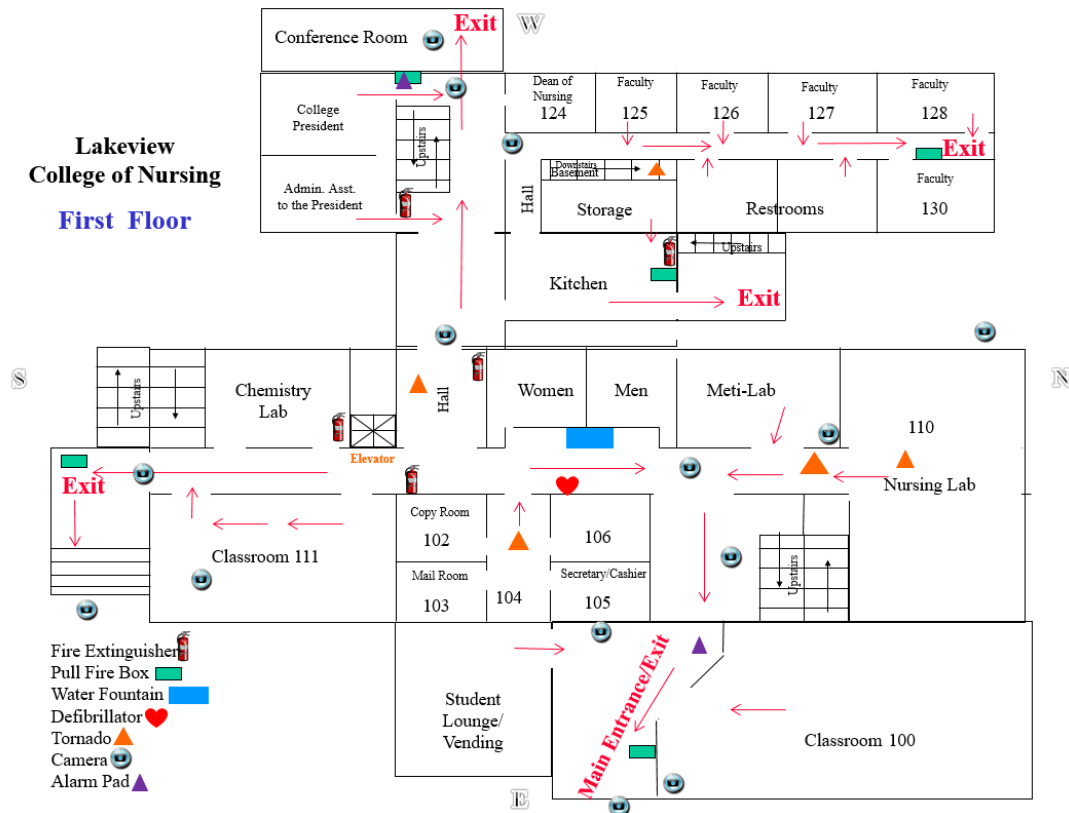 W
Conference Room
Exit
Lakeview
College of Nursing
First Floor
College
President
Upstairs
Admin. Asst.
to the President
Dean of
Nursing
124
Faculty
125
Faculty
126
Faculty
127
Faculty
128
Exit
Downstairs
Basement
Hall
Storage
Restrooms
Faculty
130
Upstairs
Kitchen
Exit
S
N
Upstairs
Chemistry
Lab
Hall
Women
Men
Meti-Lab
110
Nursing Lab
Elevator
Exit
Copy Room
102
106
Classroom 111
Mail Room
103
104
Secretary/Cashier
105
Upstairs
Fire Extinguisher
Pull Fire Box
Water Fountain
Defibrillator
Tornado
Camera
Alarm Pad
Student
Lounge/
Vending
Main Entrance/Exit
Classroom 100
E